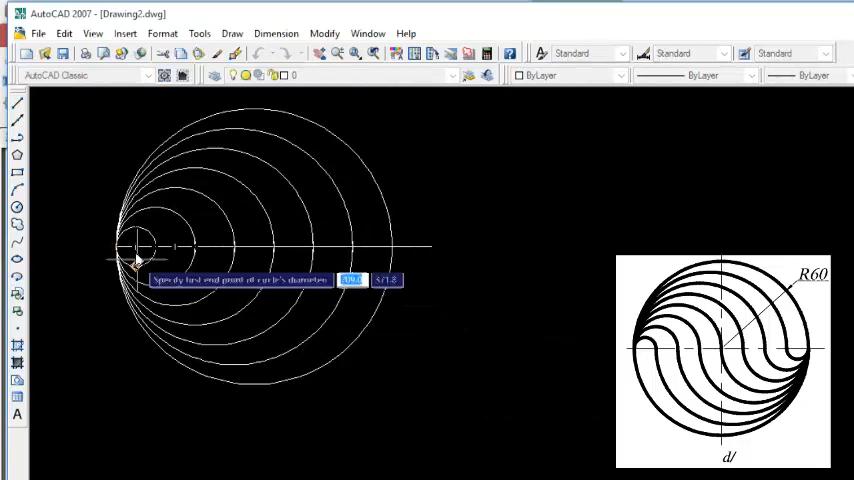 AutoCAD 2007 - [Drawing2.dwg]
File Edit View Insert Format Tools Draw Dimension Modify Window Help
Standard Standard Standard
AutoCAD Classic 0 ByLayer ByLayer ByLayer
Specify first end point of circle's diameter:
R60
d/
A